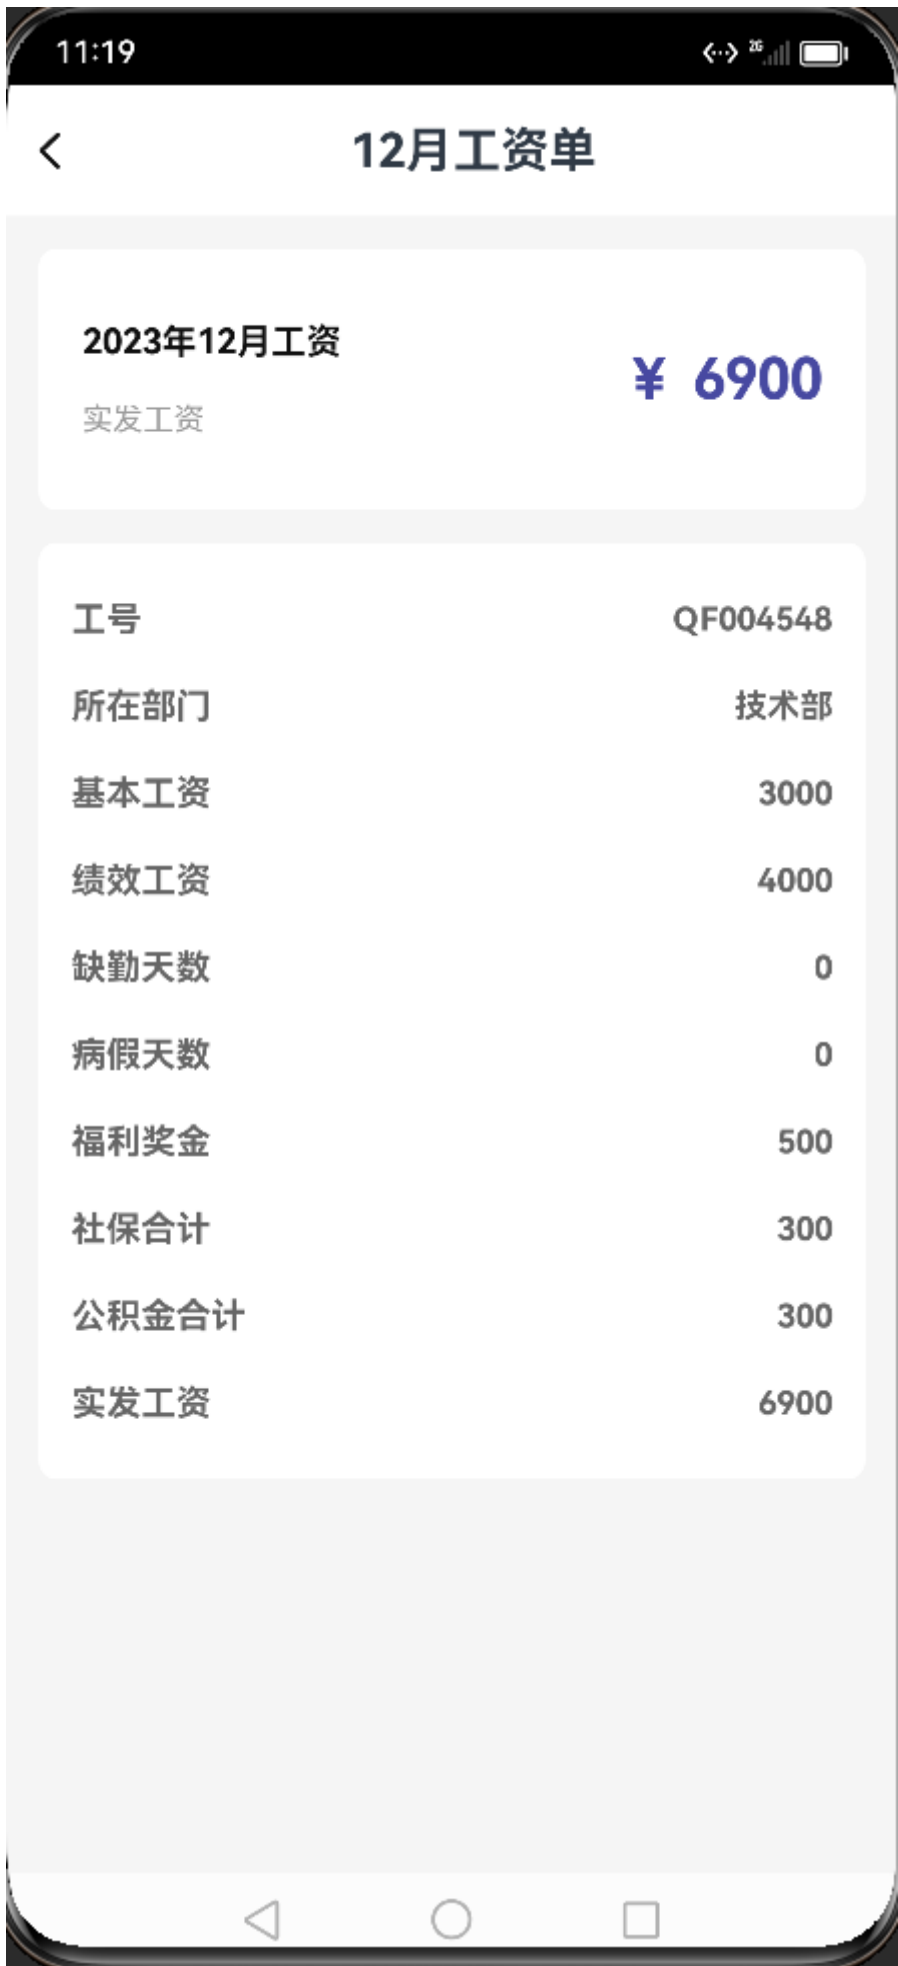 11:19
2G
12月工资单
2023年12月工资
¥ 6900
实发工资
工号 QF004548
所在部门 技术部
基本工资 3000
绩效工资 4000
缺勤天数 0
病假天数 0
福利奖金 500
社保合计 300
公积金合计 300
实发工资 6900